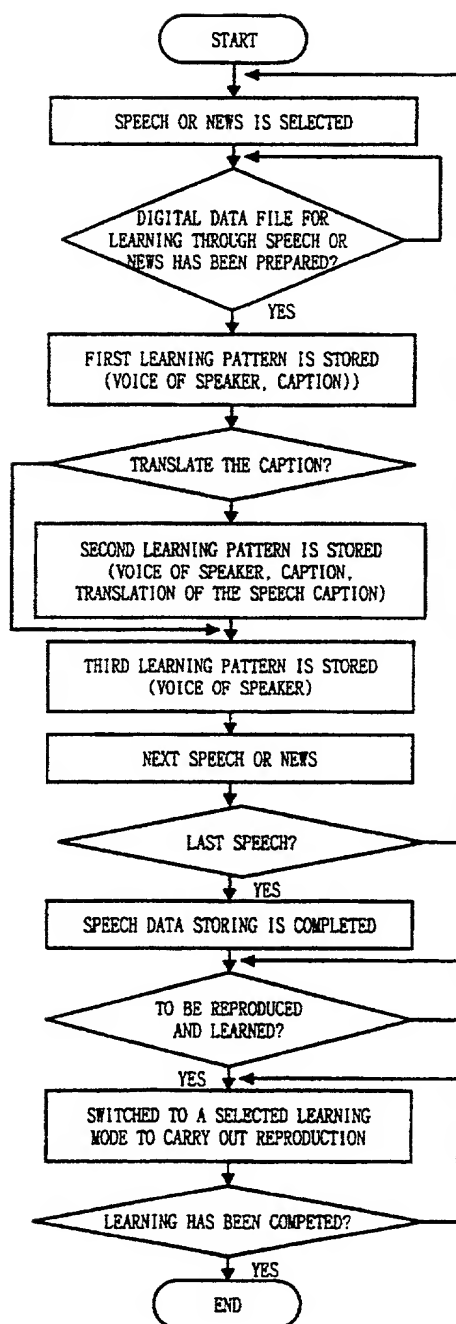 START
SPEECH OR NEWS IS SELECTED
DIGITAL DATA FILE FOR
LEARNING THROUGH SPEECH OR
NEWS HAS BEEN PREPARED?
YES
FIRST LEARNING PATTERN IS STORED
(VOICE OF SPEAKER, CAPTION))
TRANSLATE THE CAPTION?
SECOND LEARNING PATTERN IS STORED
(VOICE OF SPEAKER, CAPTION,
TRANSLATION OF THE SPEECH CAPTION)
THIRD LEARNING PATTERN IS STORED
(VOICE OF SPEAKER)
NEXT SPEECH OR NEWS
LAST SPEECH?
YES
SPEECH DATA STORING IS COMPLETED
TO BE REPRODUCED
AND LEARNED?
YES
SWITCHED TO A SELECTED LEARNING
MODE TO CARRY OUT REPRODUCTION
LEARNING HAS BEEN COMPETED?
YES
END